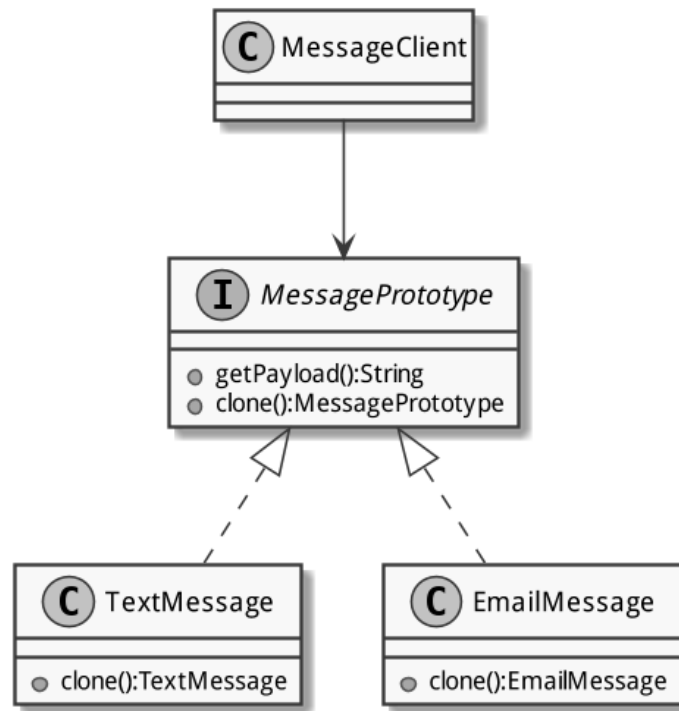 C MessageClient
I MessagePrototype
getPayload():String
clone():MessagePrototype
C TextMessage
clone():TextMessage
C EmailMessage
clone():EmailMessage